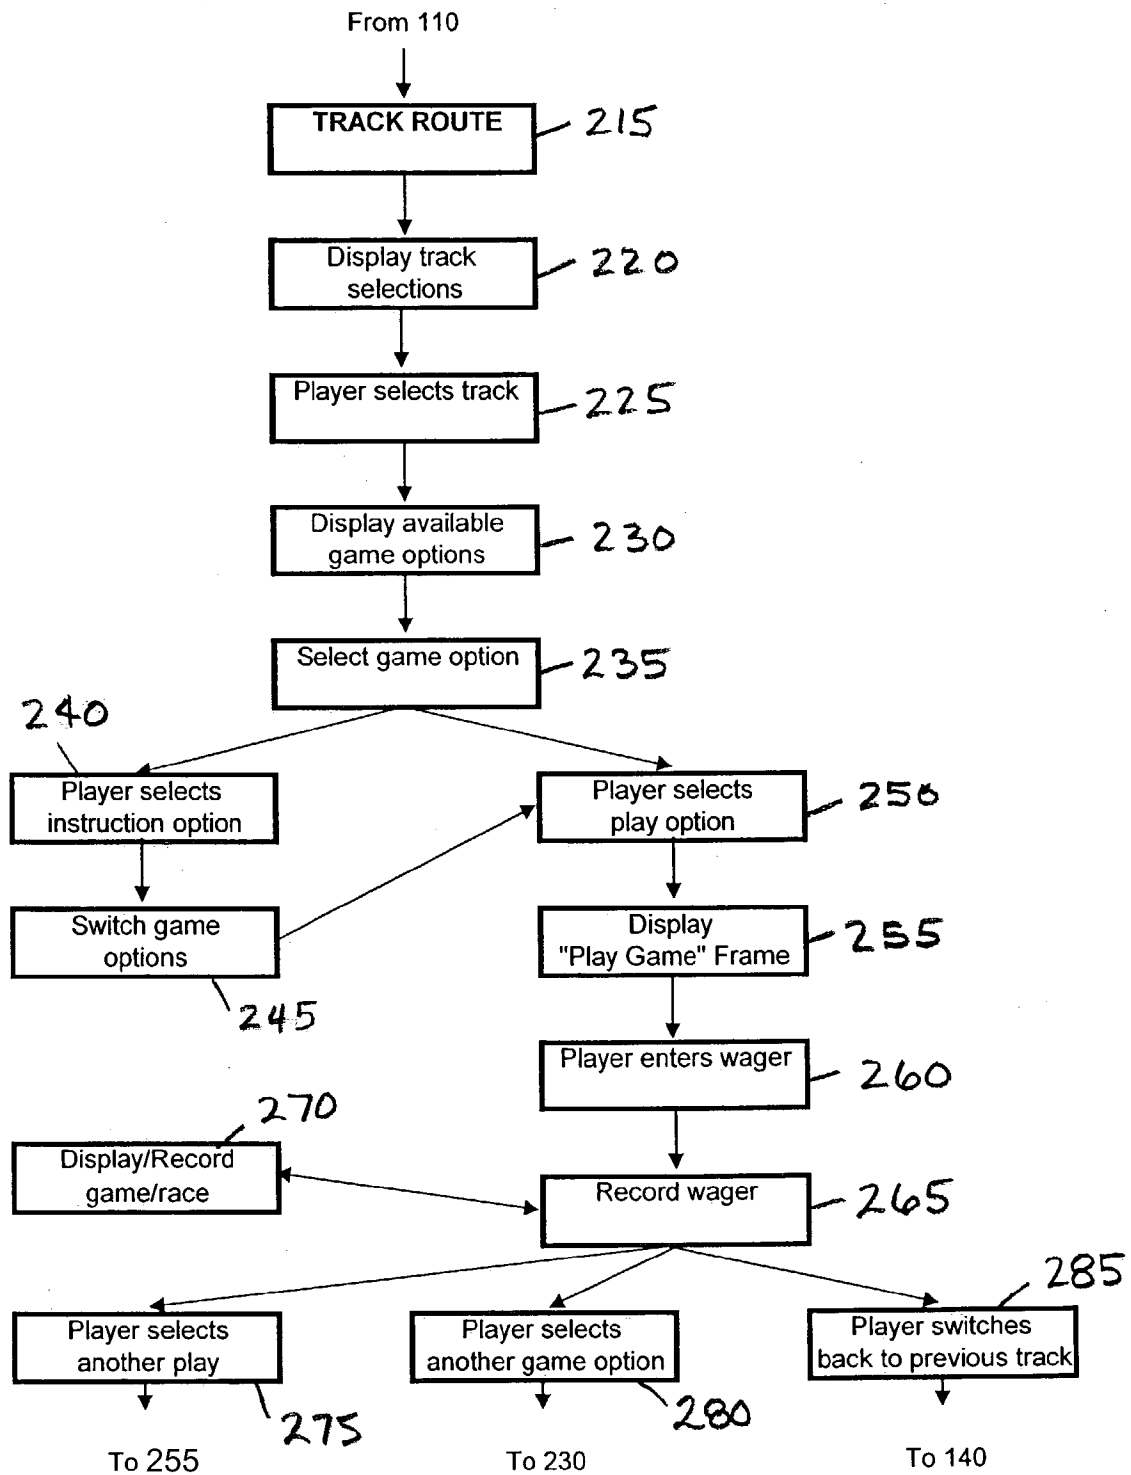 From 110
TRACK ROUTE
215
Display track
selections
220
Player selects track
225
Display available
game options
230
Select game option
235
240
Player selects
instruction option
Player selects
play option
250
Switch game
options
245
Display
"Play Game" Frame
255
Player enters wager
260
270
Display/Record
game/race
Record wager
265
285
Player selects
another play
275
Player selects
another game option
280
Player switches
back to previous track
To 255
To 230
To 140